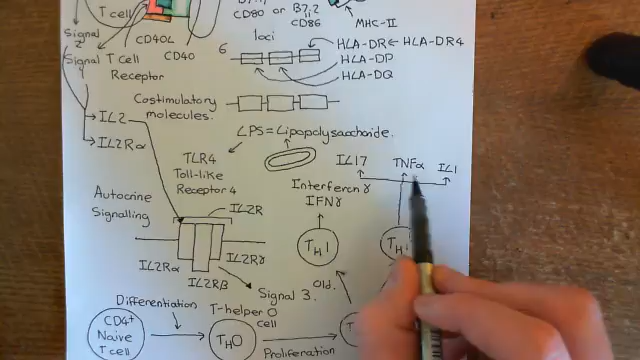 T cell
B7.1
CD80 or B7.2
CD86
MHC-II
Signal
2
CD40L
CD40
loci
6
HLA-DR ← HLA-DR4
HLA-DP
HLA-DQ
Signal
T Cell
Receptor
Costimulatory
molecules.
IL2
IL2Rα
LPS = Lipopolysacchoide.
TLR4
Toll-like
Receptor 4
IL17
TNFα
IL1
Interferon γ
IFNγ
Autocrine
Signalling
IL2R
TH1
IL2Rα
IL2Rβ
IL2Rγ
Signal 3.
Old.
Differentiation
T-helper 0
cell
CD4+
Naive
T cell
TH0
Proliferation